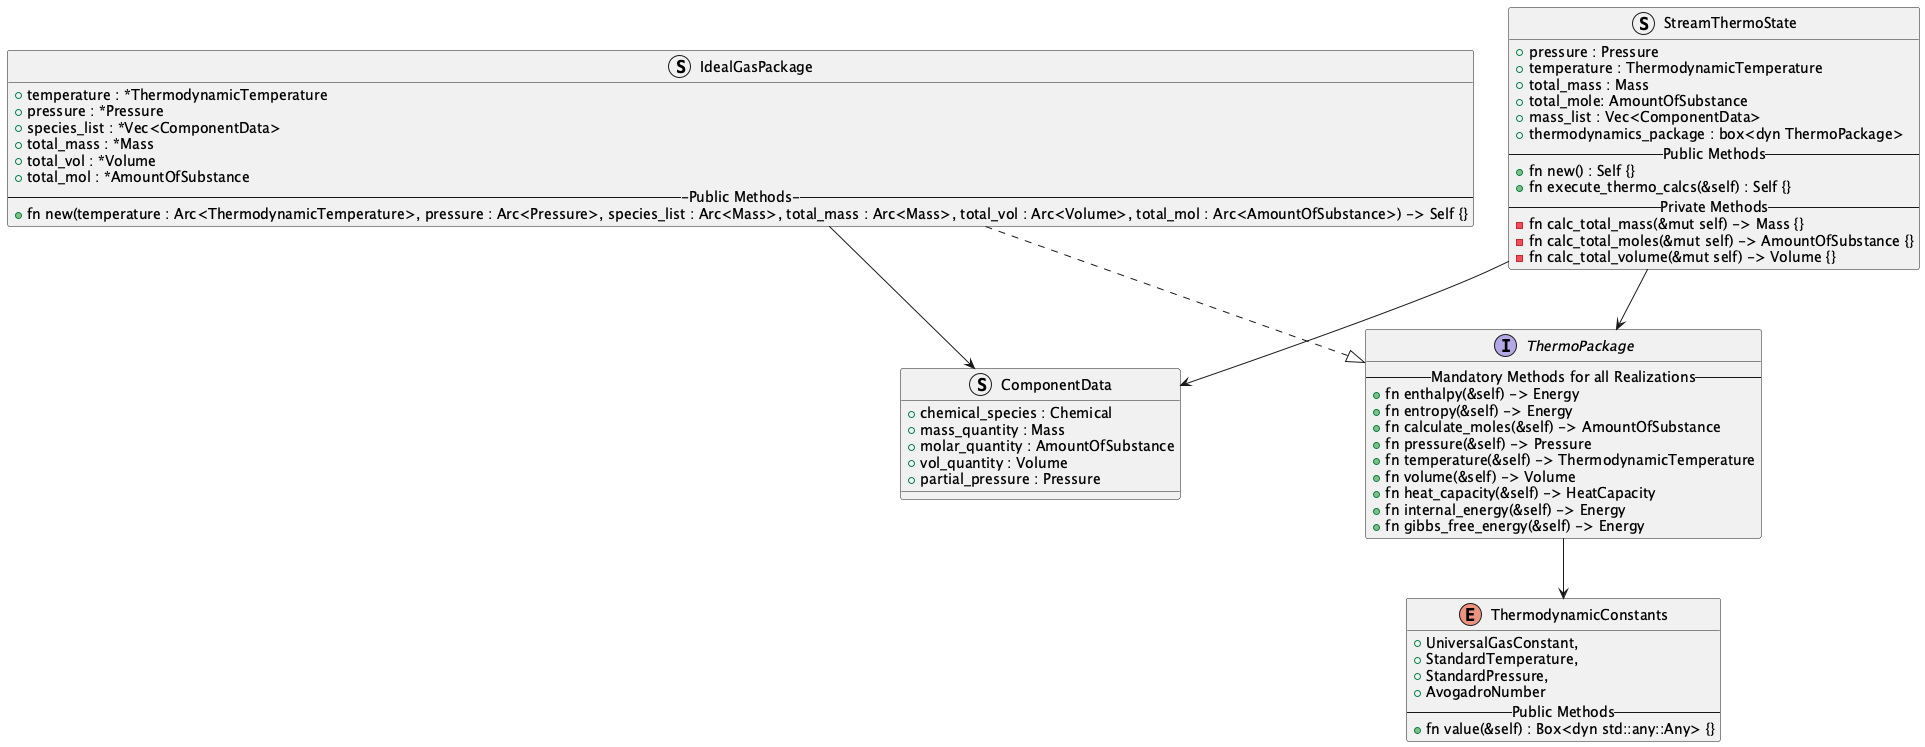 S IdealGasPackage
temperature : *ThermodynamicTemperature
pressure : *Pressure
species_list : *Vec<ComponentData>
total_mass : *Mass
total_vol : *Volume
total_mol : *AmountOfSubstance
Public Methods
fn new(temperature : Arc<ThermodynamicTemperature>, pressure : Arc<Pressure>, species_list : Arc<Mass>, total_mass : Arc<Mass>, total_vol : Arc<Volume>, total_mol : Arc<AmountOfSubstance>) -> Self {}
S StreamThermoState
pressure : Pressure
temperature : ThermodynamicTemperature
total_mass : Mass
total_mole: AmountOfSubstance
mass_list : Vec<ComponentData>
thermodynamics_package : box<dyn ThermoPackage>
Public Methods
fn new() : Self {}
fn execute_thermo_calcs(&self) : Self {}
Private Methods
fn calc_total_mass(&mut self) -> Mass {}
fn calc_total_moles(&mut self) -> AmountOfSubstance {}
fn calc_total_volume(&mut self) -> Volume {}
S ComponentData
chemical_species : Chemical
mass_quantity : Mass
molar_quantity : AmountOfSubstance
vol_quantity : Volume
partial_pressure : Pressure
I ThermoPackage
Mandatory Methods for all Realizations
fn enthalpy(&self) -> Energy
fn entropy(&self) -> Energy
fn calculate_moles(&self) -> AmountOfSubstance
fn pressure(&self) -> Pressure
fn temperature(&self) -> ThermodynamicTemperature
fn volume(&self) -> Volume
fn heat_capacity(&self) -> HeatCapacity
fn internal_energy(&self) -> Energy
fn gibbs_free_energy(&self) -> Energy
E ThermodynamicConstants
UniversalGasConstant,
StandardTemperature,
StandardPressure,
AvogadroNumber
Public Methods
fn value(&self) : Box<dyn std::any::Any> {}